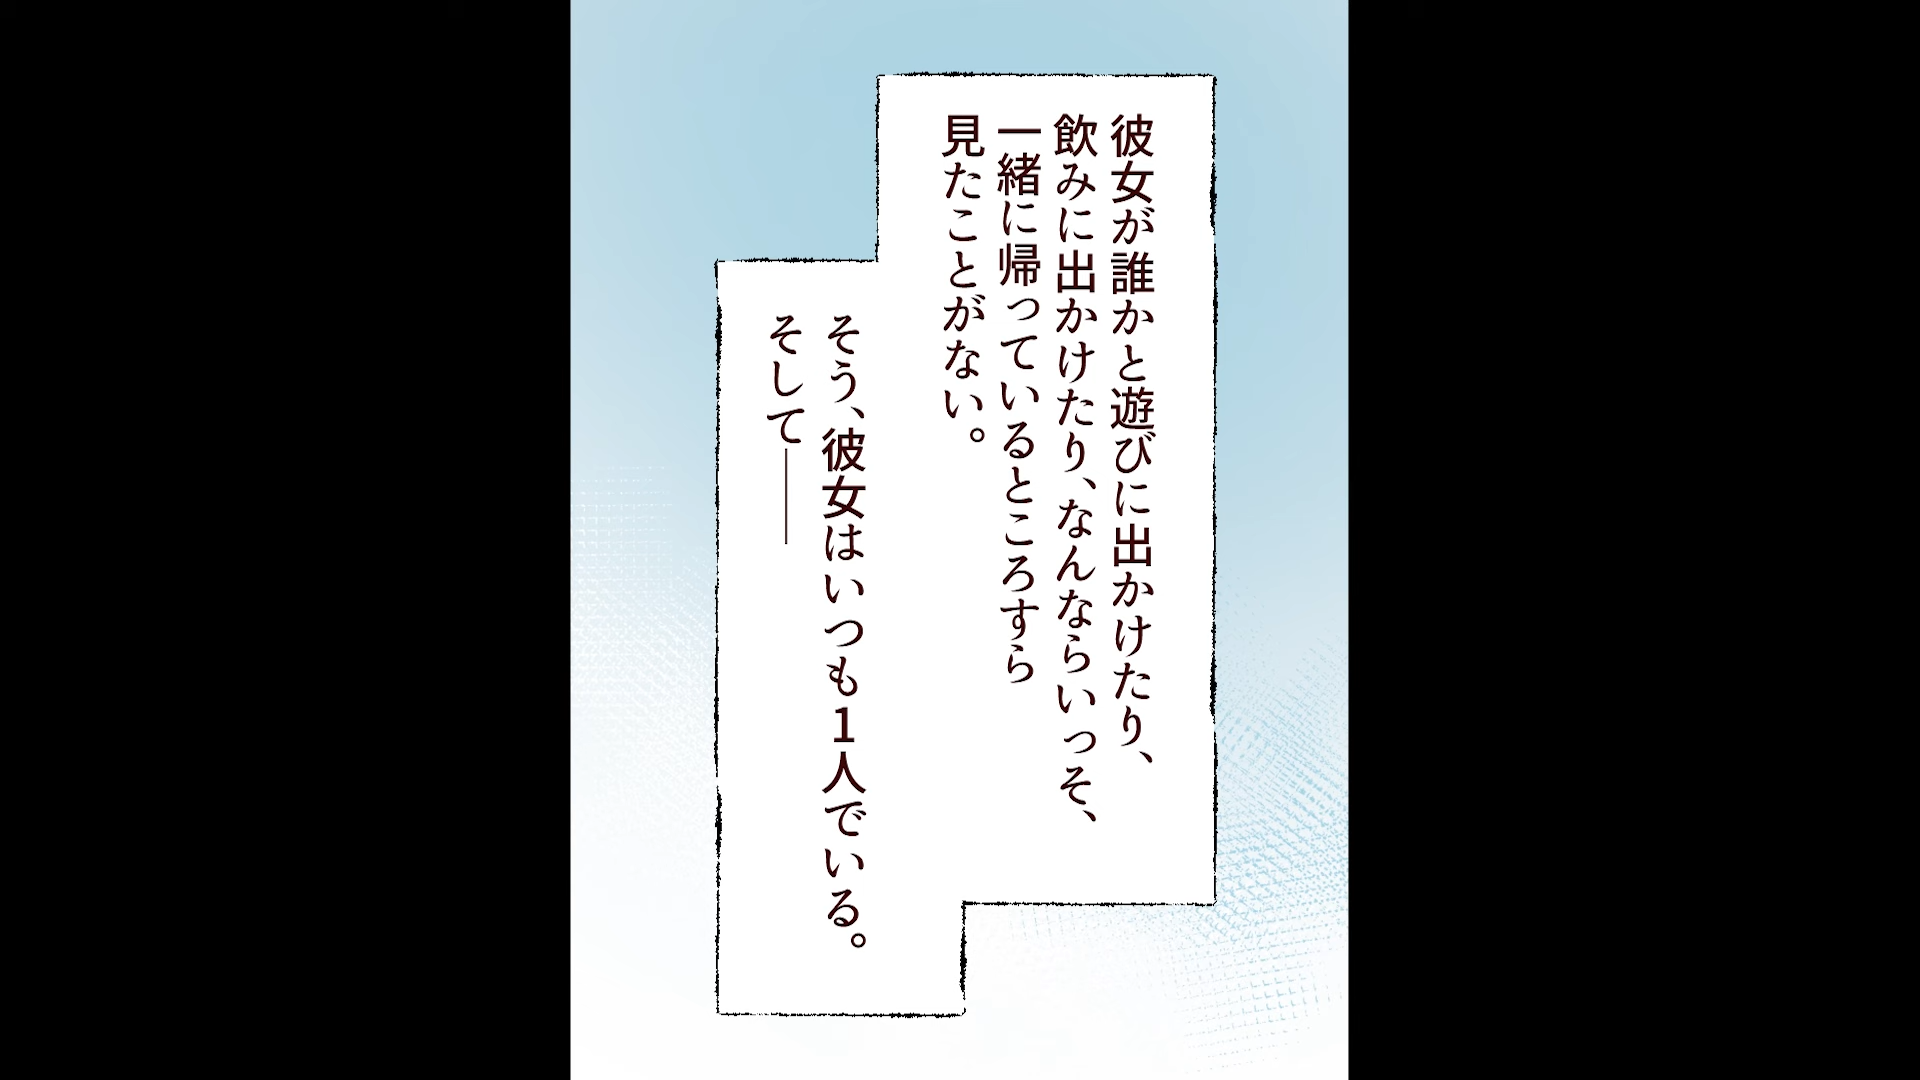 彼女が誰かと遊びに出かけたり、
飲みに出かけたり、なんならいっそ、
一緒に帰っているところすら
見たことがない。
そう、彼女はいつも1人でいる。
そして――